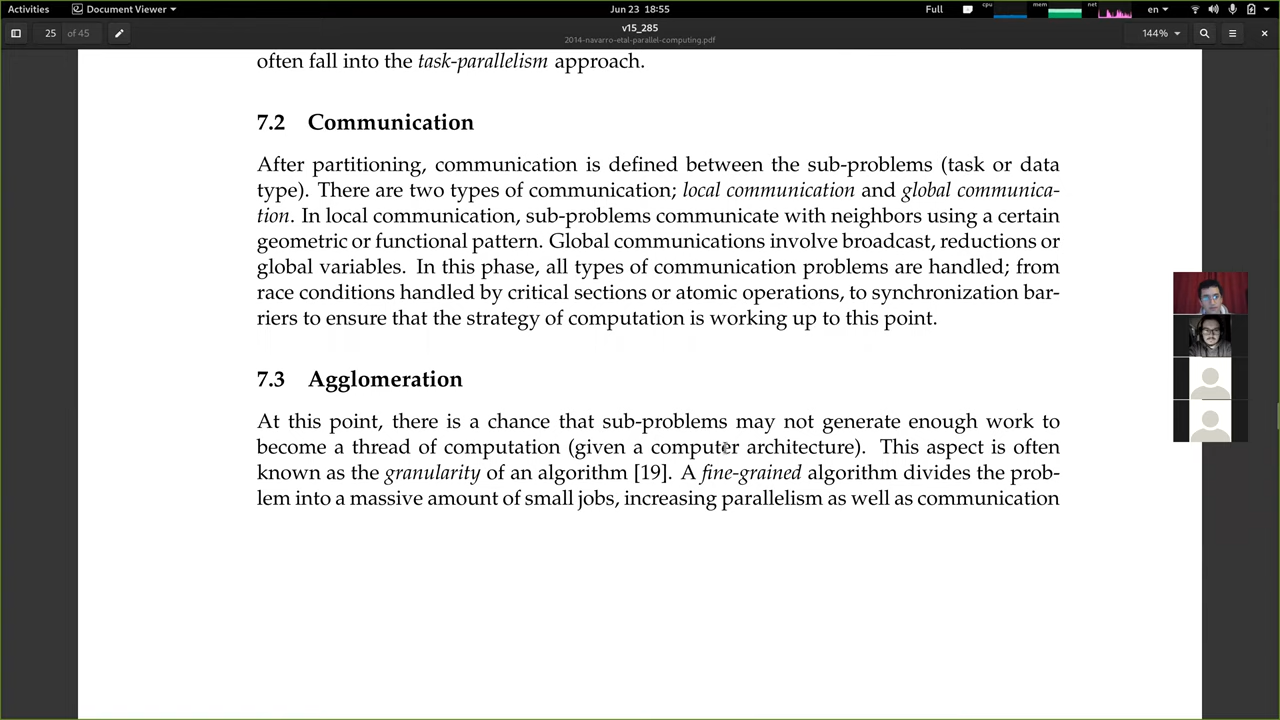 Activities
Document Viewer
Jun 23 18:55
Full
cpu
mem
net
en
25 of 45
v15_285
2014-navarro-etal-parallel-computing.pdf
144%
often fall into the task-parallelism approach.
7.2 Communication
After partitioning, communication is defined between the sub-problems (task or data
type). There are two types of communication; local communication and global communica-
tion. In local communication, sub-problems communicate with neighbors using a certain
geometric or functional pattern. Global communications involve broadcast, reductions or
global variables. In this phase, all types of communication problems are handled; from
race conditions handled by critical sections or atomic operations, to synchronization bar-
riers to ensure that the strategy of computation is working up to this point.
7.3 Agglomeration
At this point, there is a chance that sub-problems may not generate enough work to
become a thread of computation (given a computer architecture). This aspect is often
known as the granularity of an algorithm [19]. A fine-grained algorithm divides the prob-
lem into a massive amount of small jobs, increasing parallelism as well as communication